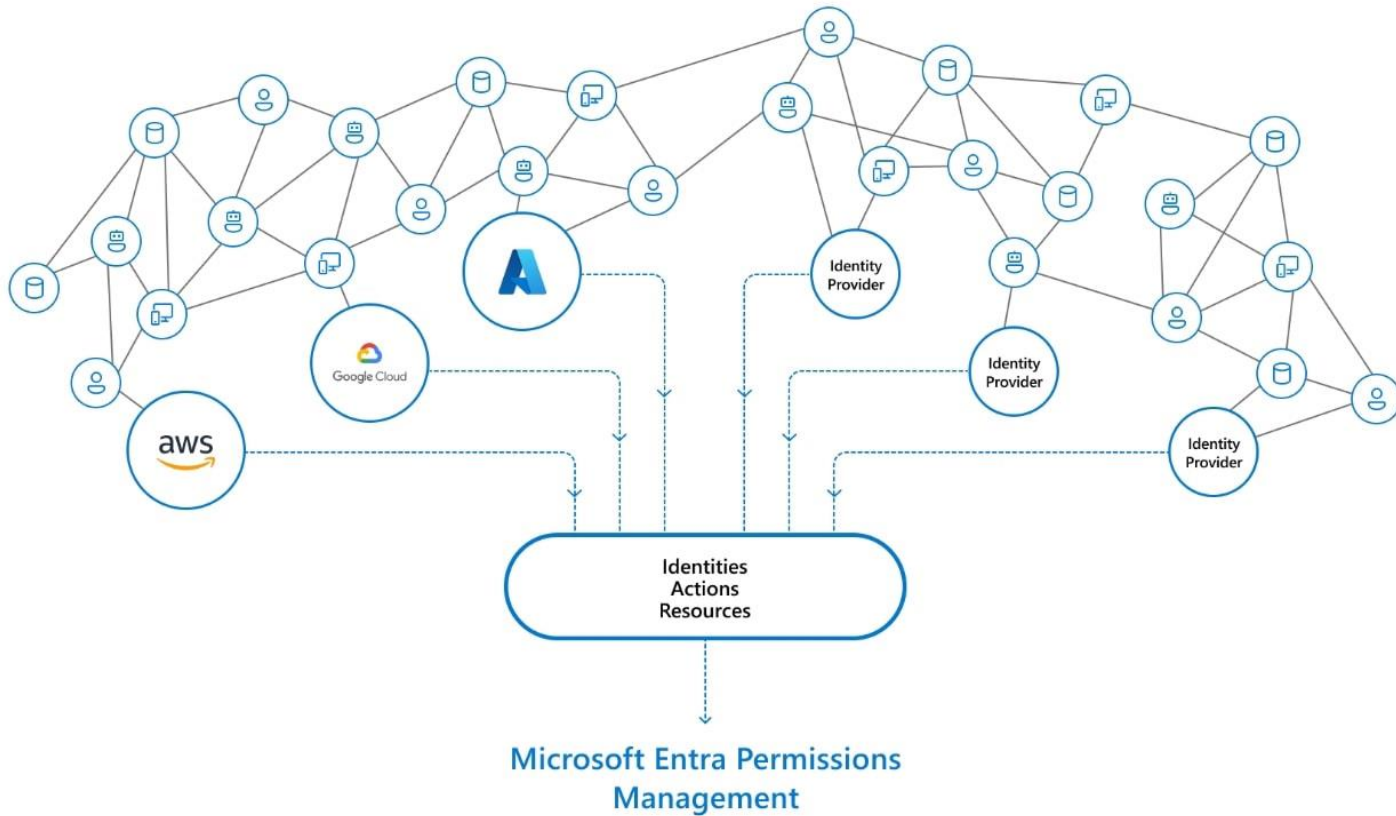 Identity
Provider
Google Cloud
Identity
Provider
aws
Identity
Provider
Identities
Actions
Resources
Microsoft Entra Permissions
Management